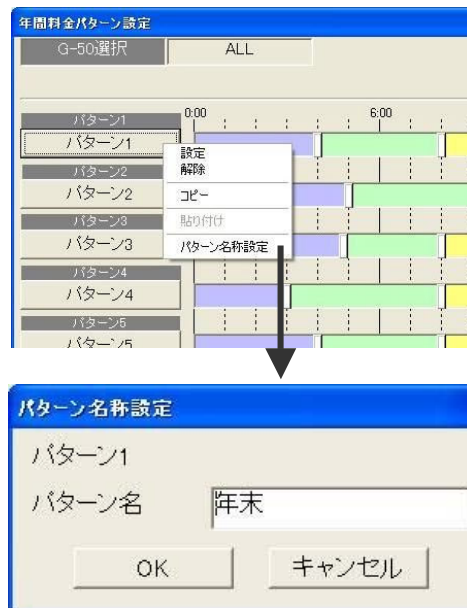 年間料金パターン設定
G-50選択 ALL
0:00 6:00
パターン1
パターン1
設定
解除
パターン2
パターン2
コピー
パターン3
貼り付け
パターン3
パターン名称設定
パターン4
パターン4
パターン5
パターン5
パターン名称設定
パターン1
パターン名 年末
OK キャンセル